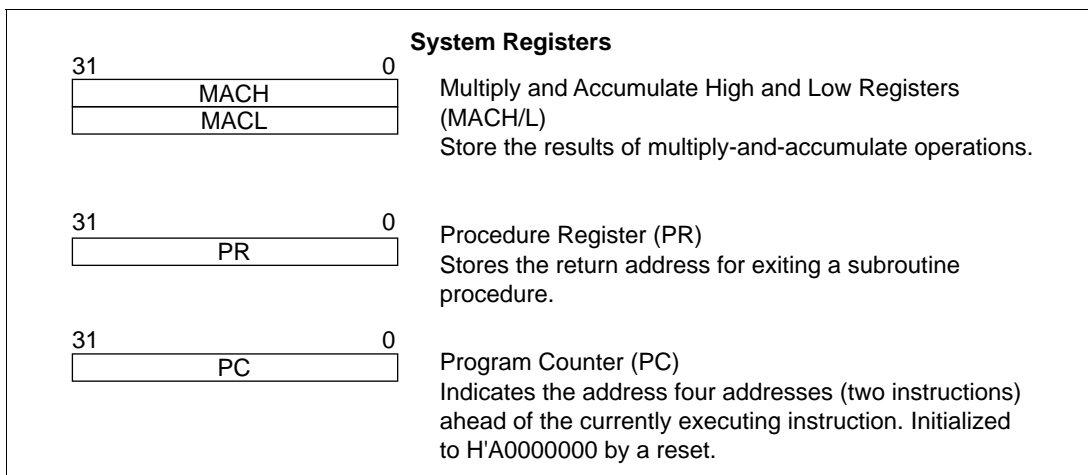 System Registers
31 0
MACH
MACL
Multiply and Accumulate High and Low Registers
(MACH/L)
Store the results of multiply-and-accumulate operations.
31 0
PR
Procedure Register (PR)
Stores the return address for exiting a subroutine
procedure.
31 0
PC
Program Counter (PC)
Indicates the address four addresses (two instructions)
ahead of the currently executing instruction. Initialized
to H'A0000000 by a reset.